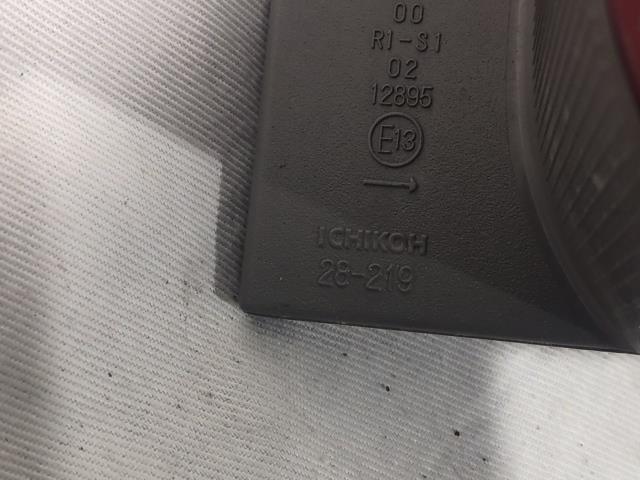 00
R1-S1
02
12895
E13
→
ICHIKOH
28-219